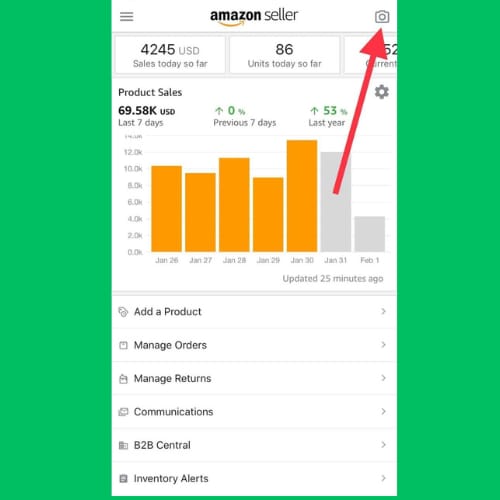 amazon seller
4245 USD
Sales today so far
86
Units today so far
52
Current
Product Sales
69.58K USD
Last 7 days
↑ 0 %
Previous 7 days
↑ 53 %
Last year
14.0k
12.0k
10.0k
8.0k
6.0k
4.0k
2.0k
0.0k
Jan 26 Jan 27 Jan 28 Jan 29 Jan 30 Jan 31 Feb 1
Updated 25 minutes ago
Add a Product
Manage Orders
Manage Returns
Communications
B2B Central
Inventory Alerts